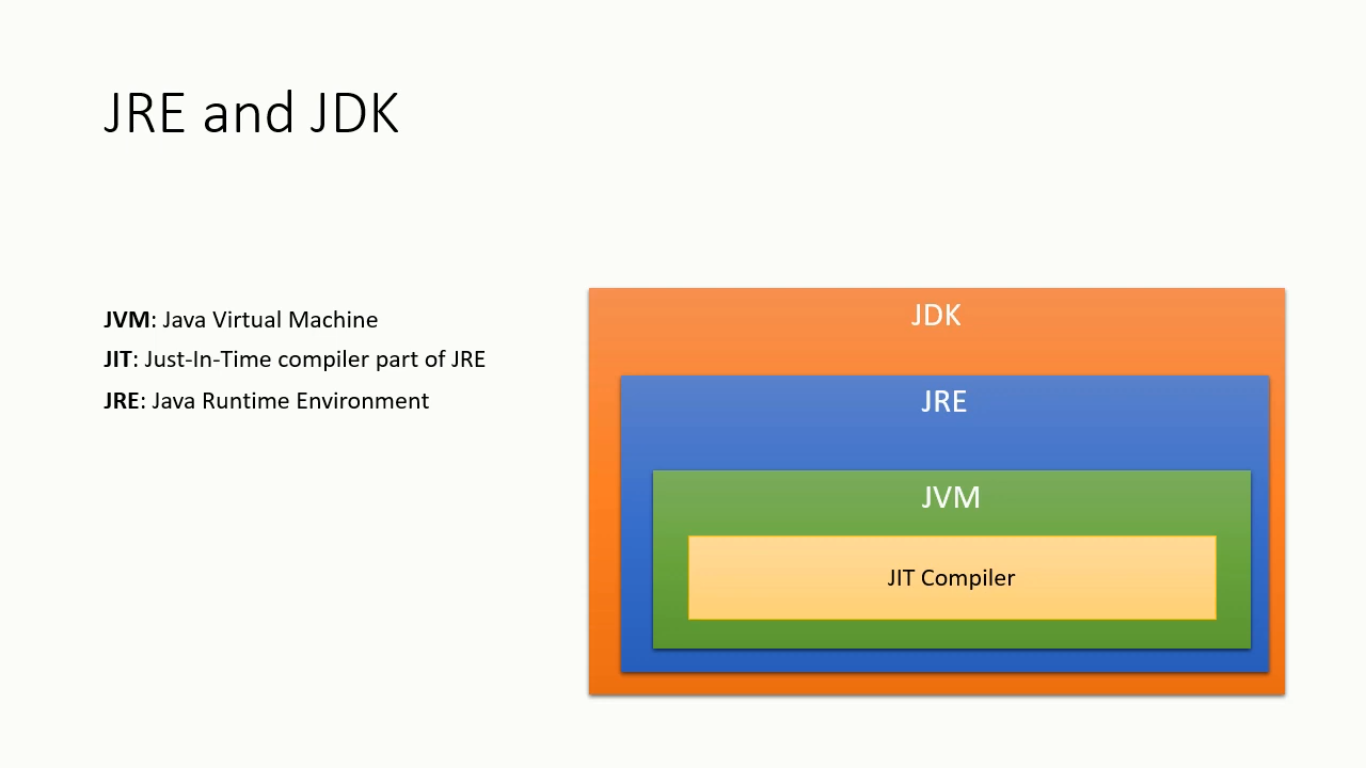 JRE and JDK
JVM: Java Virtual Machine
JIT: Just-In-Time compiler part of JRE
JRE: Java Runtime Environment
JDK
JRE
JVM
JIT Compiler